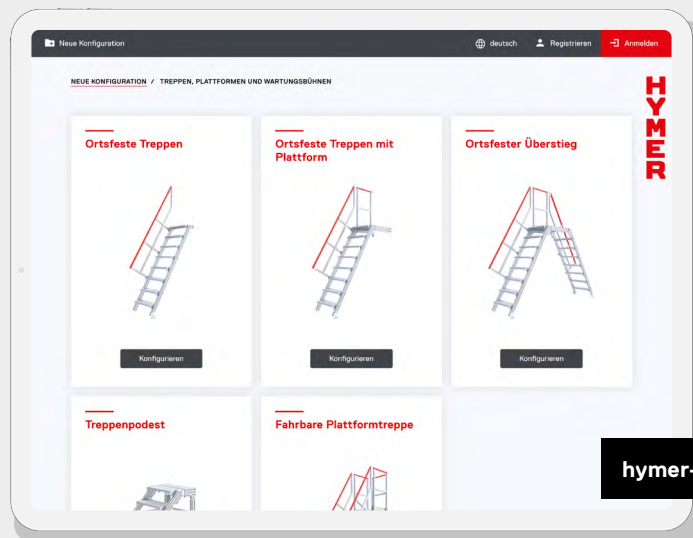 Neue Konfiguration
deutsch
Registrieren
Anmelden
NEUE KONFIGURATION / TREPPEN, PLATTFORMEN UND WARTUNGSBÜHNEN
HYMER
Ortsfeste Treppen
Konfigurieren
Ortsfeste Treppen mit
Plattform
Konfigurieren
Ortsfester Überstieg
Konfigurieren
Treppenpodest
Fahrbare Plattformtreppe
hymer-